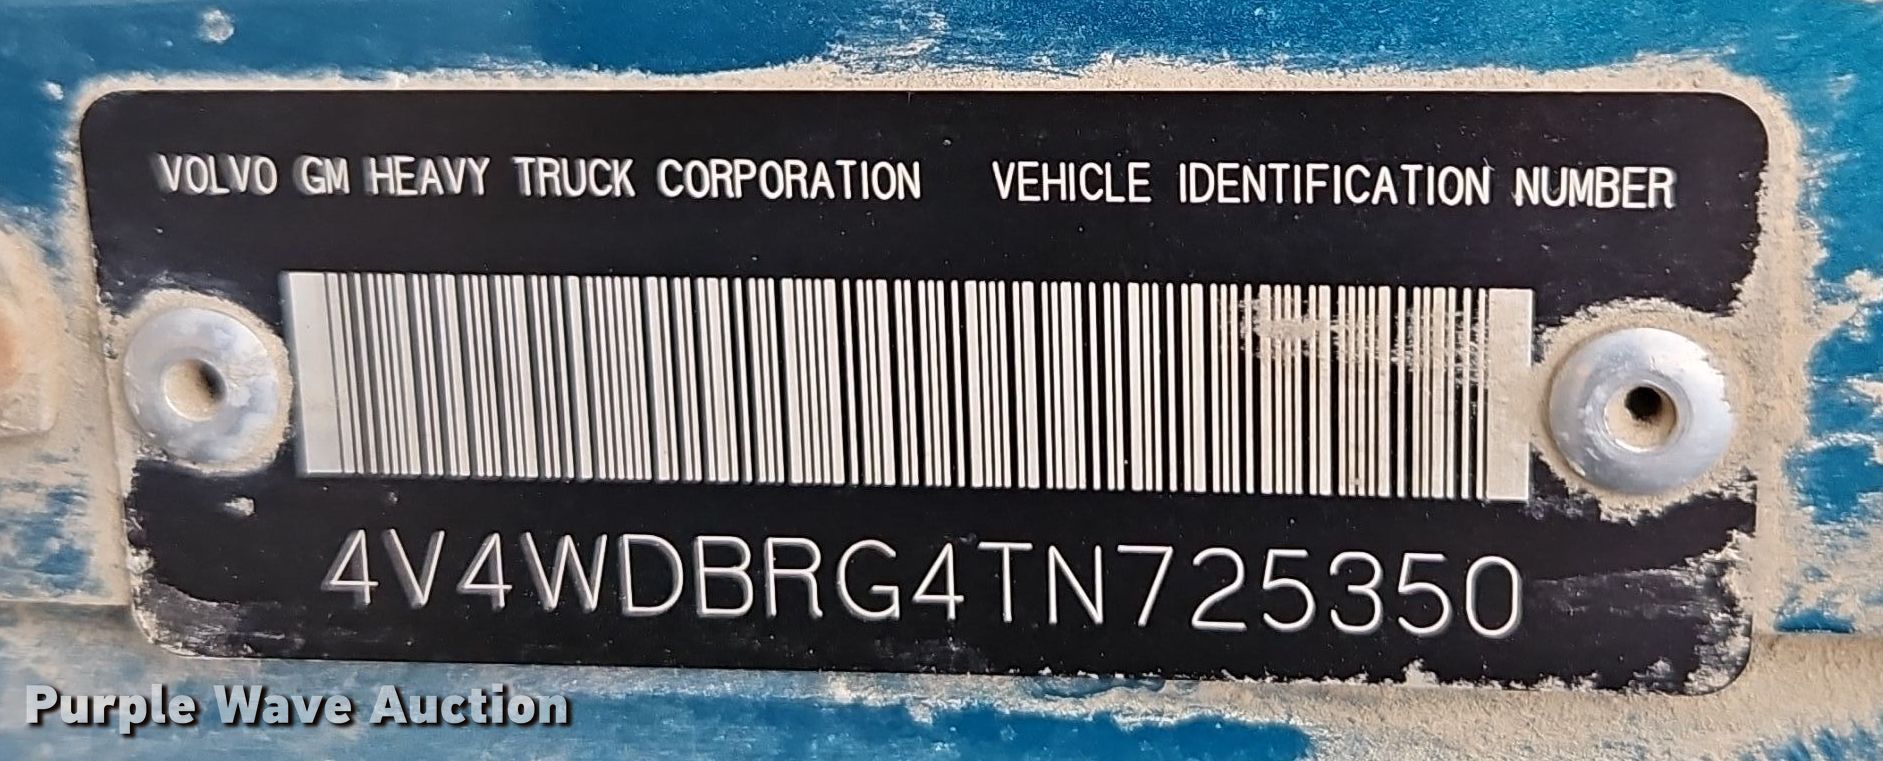 VOLVO GM HEAVY TRUCK CORPORATION VEHICLE IDENTIFICATION NUMBER
4V4WDBRG4TN725350
Purple Wave Auction